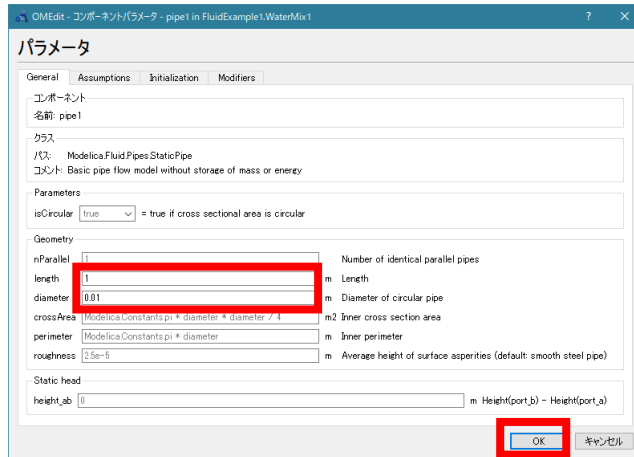 OMEdit - コンポーネントパラメータ - pipe1 in FluidExample1.WaterMix1
パラメータ
General Assumptions Initialization Modifiers
コンポーネント
名前: pipe1
クラス
パス: Modelica.Fluid.Pipes.StaticPipe
コメント: Basic pipe flow model without storage of mass or energy
Parameters
isCircular true = true if cross sectional area is circular
Geometry
nParallel 1 Number of identical parallel pipes
length 1 m Length
diameter 0.01 m Diameter of circular pipe
crossArea Modelica.Constants.pi * diameter * diameter / 4 m2 Inner cross section area
perimeter Modelica.Constants.pi * diameter m Inner perimeter
roughness 2.5e-5 m Average height of surface asperities (default: smooth steel pipe)
Static head
height_ab 0 m Height(port_b) - Height(port_a)
OK キャンセル